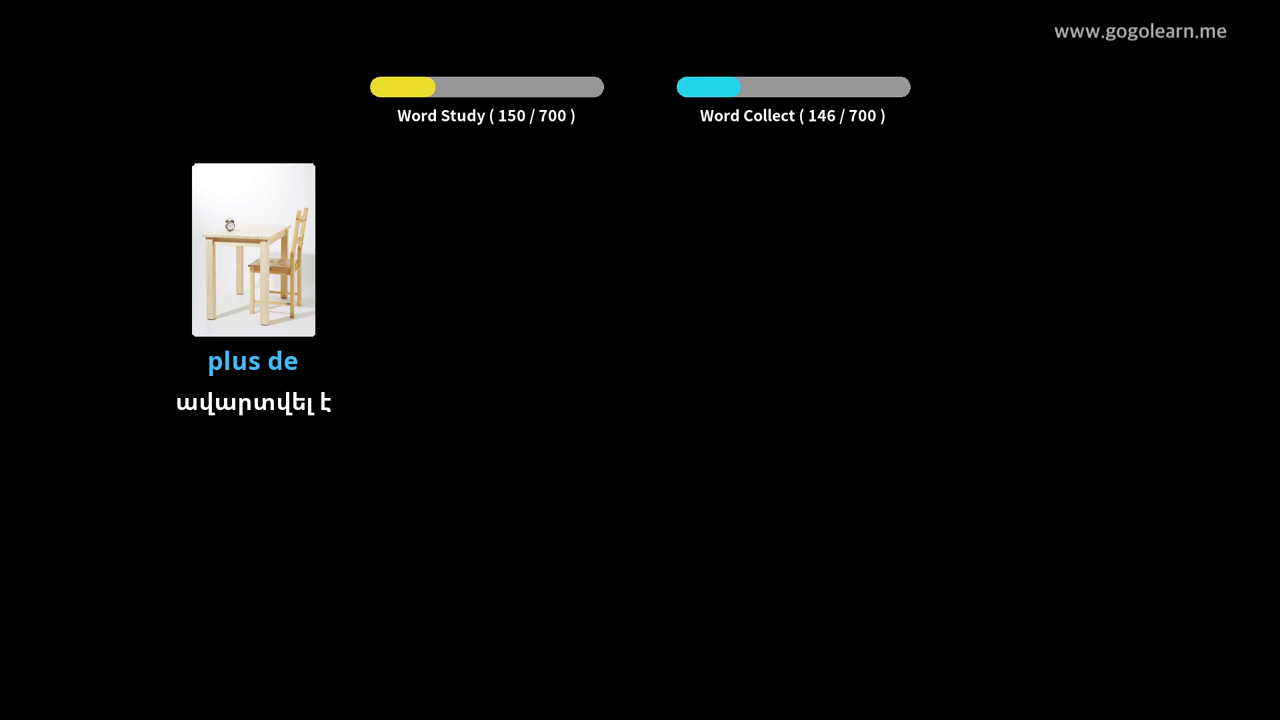 www.gogolearn.me
Word Study ( 150 / 700 )
Word Collect ( 146 / 700 )
plus de
ավարտվել է